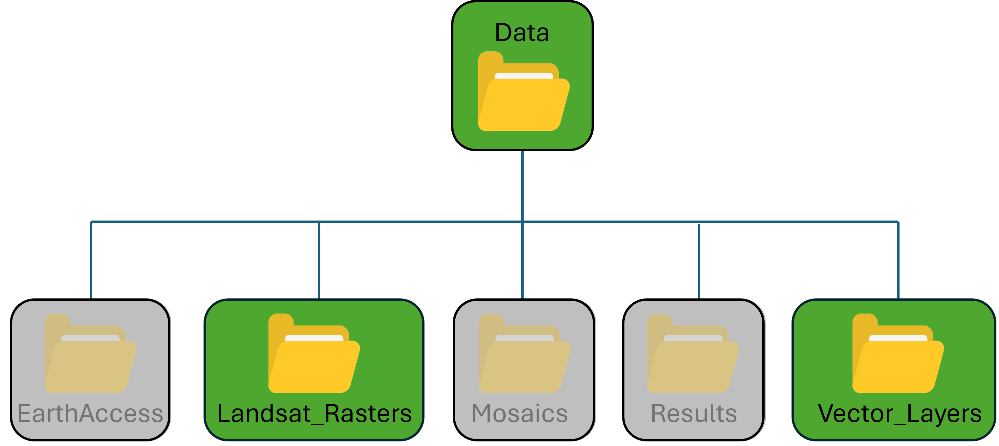 Data
EarthAccess
Landsat_Rasters
Mosaics
Results
Vector_Layers